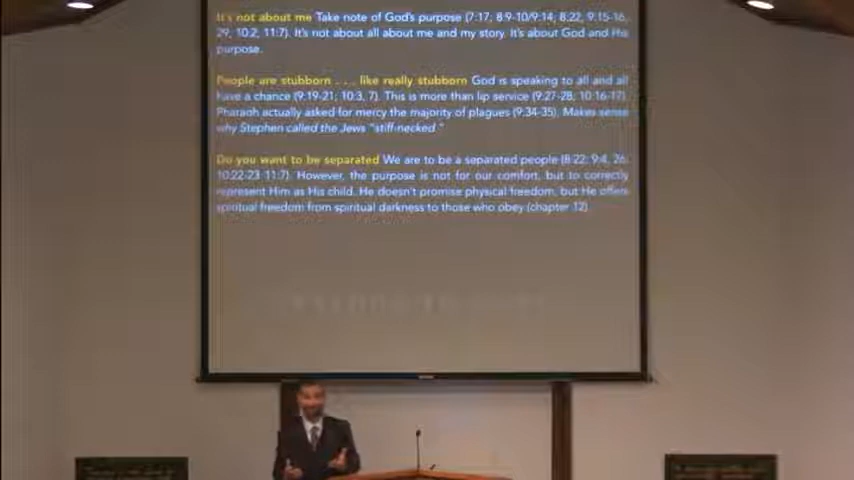 It's not about me Take note of God's purpose (7:17; 8:9-10/9:14; 8:22; 9:15-16,
29; 10:2; 11:7). It's not about all about me and my story. It's about God and His
purpose.
People are stubborn . . . like really stubborn God is speaking to all and all
have a chance (9:19-21; 10:3, 7). This is more than lip service (9:27-28; 10:16-17).
Pharaoh actually asked for mercy the majority of plagues (9:34-35). Makes sense
why Stephen called the Jews "stiff-necked."
Do you want to be separated We are to be a separated people (8:22; 9:4, 26;
10:22-23 11:7). However, the purpose is not for our comfort, but to correctly
represent Him as His child. He doesn't promise physical freedom, but He offers
spiritual freedom from spiritual darkness to those who obey (chapter 12)